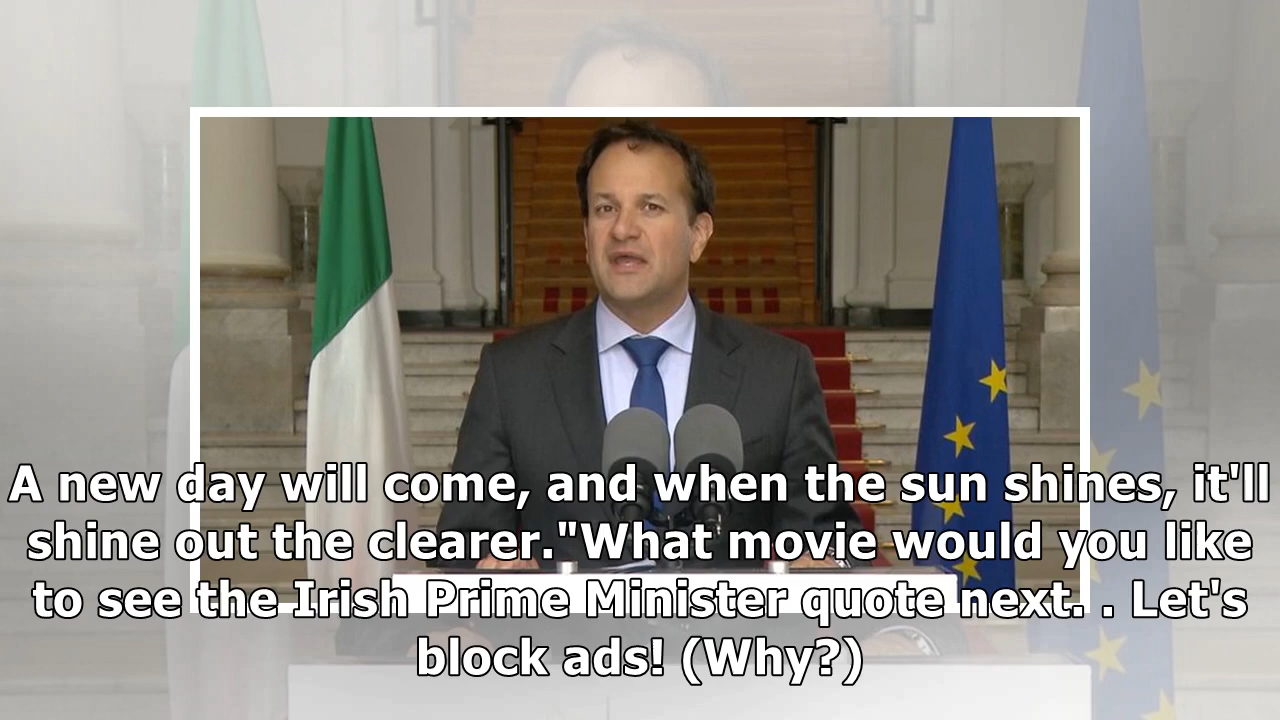 A new day will come, and when the sun shines, it'll
shine out the clearer."What movie would you like
to see the Irish Prime Minister quote next. . Let's
block ads! (Why?)